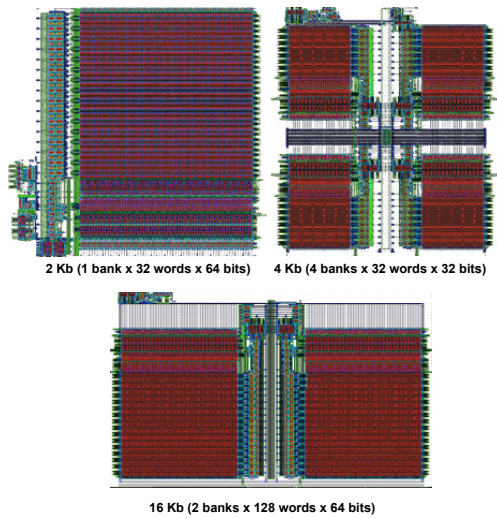 2 Kb (1 bank x 32 words x 64 bits)
4 Kb (4 banks x 32 words x 32 bits)
16 Kb (2 banks x 128 words x 64 bits)